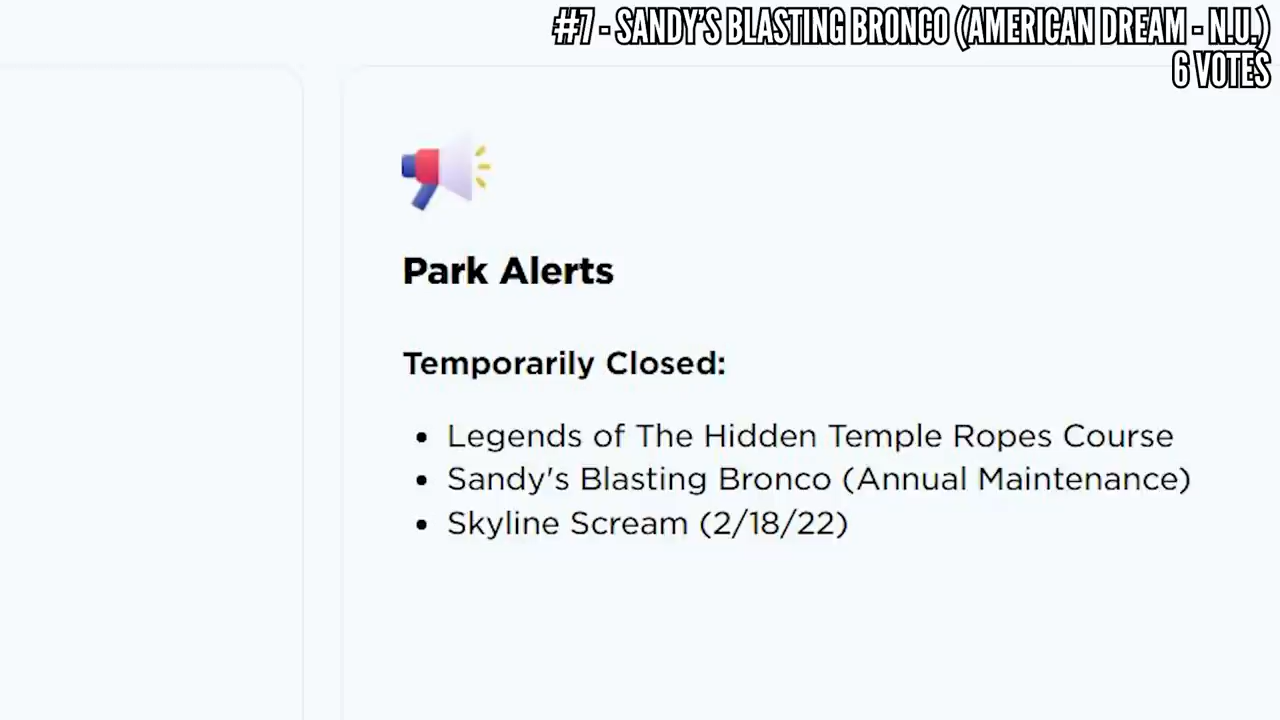 #7 - SANDY'S BLASTING BRONCO (AMERICAN DREAM - N.U.)
6 VOTES
Park Alerts
Temporarily Closed:
• Legends of The Hidden Temple Ropes Course
• Sandy's Blasting Bronco (Annual Maintenance)
• Skyline Scream (2/18/22)